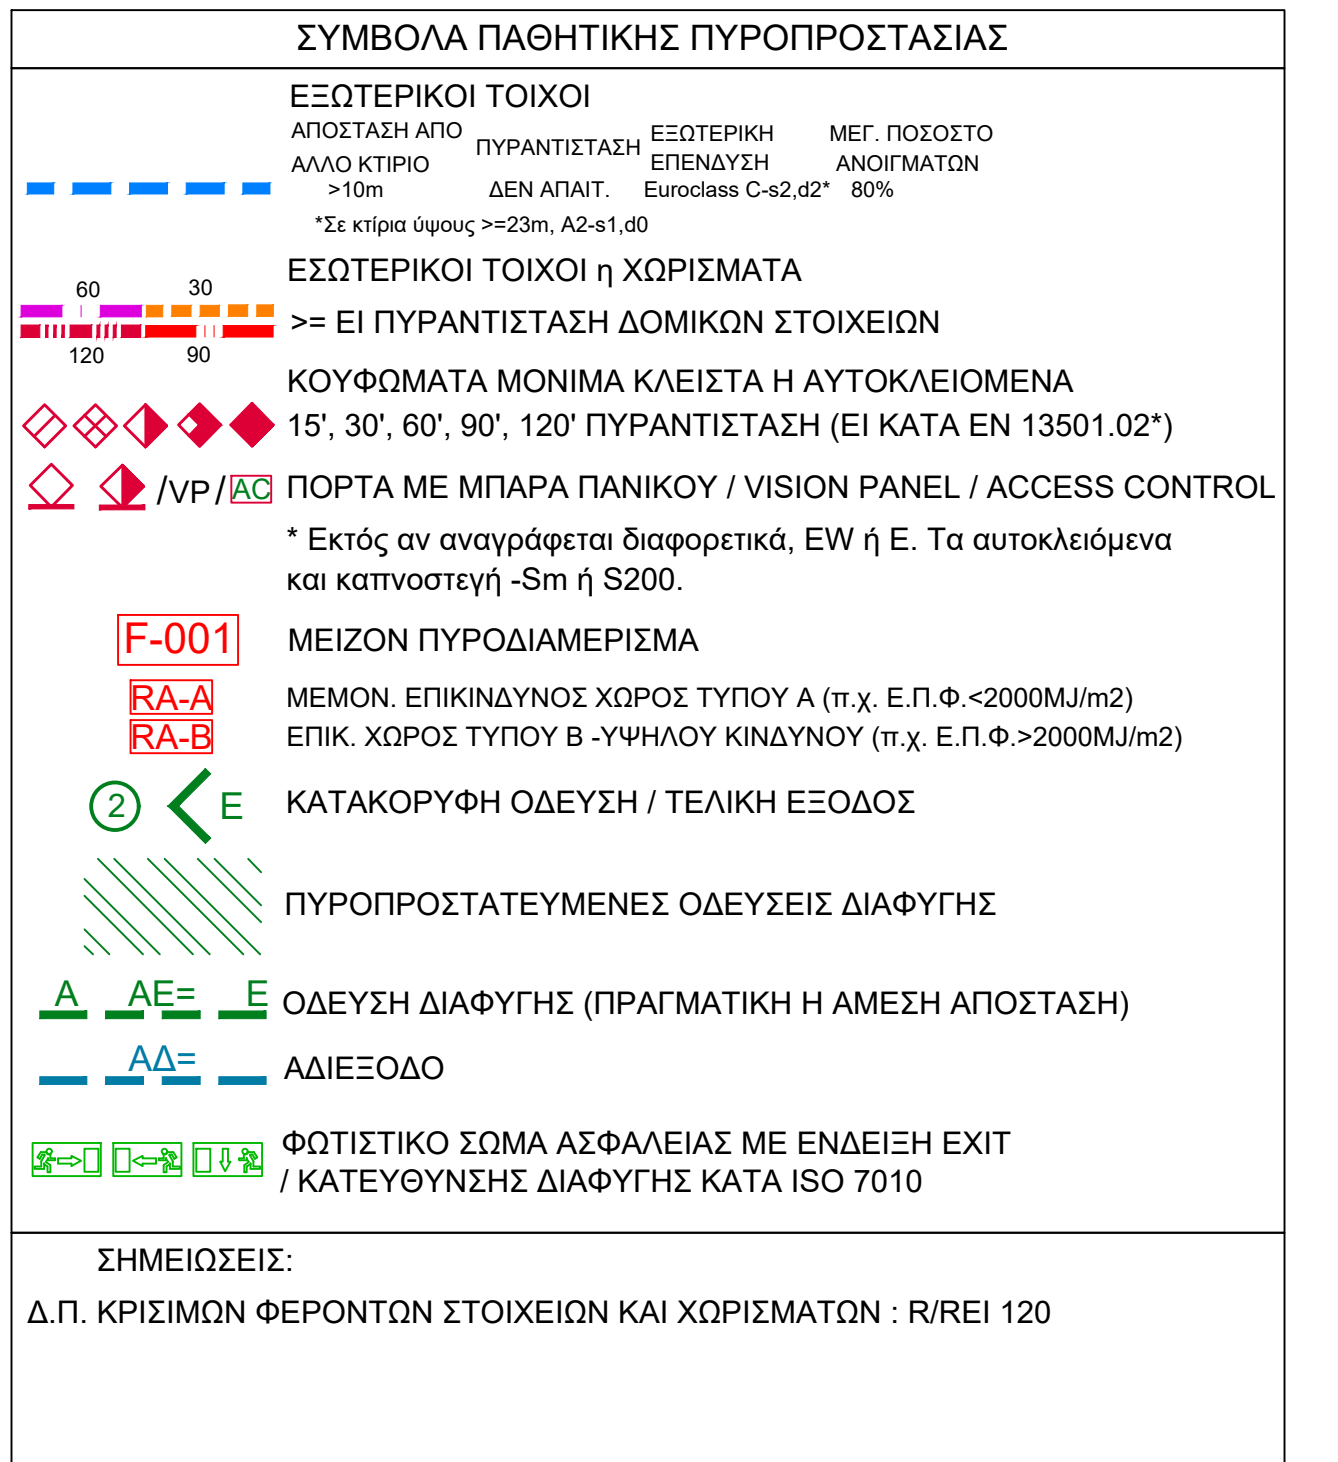 ΣΥΜΒΟΛΑ ΠΑΘΗΤΙΚΗΣ ΠΥΡΟΠΡΟΣΤΑΣΙΑΣ
ΕΞΩΤΕΡΙΚΟΙ ΤΟΙΧΟΙ
ΑΠΟΣΤΑΣΗ ΑΠΟ ΑΛΛΟ ΚΤΙΡΙΟ
ΠΥΡΑΝΤΙΣΤΑΣΗ
ΕΞΩΤΕΡΙΚΗ ΕΠΕΝΔΥΣΗ
ΜΕΓ. ΠΟΣΟΣΤΟ ΑΝΟΙΓΜΑΤΩΝ
>10m ΔΕΝ ΑΠΑΙΤ. Euroclass C-s2,d2* 80%
*Σε κτίρια ύψους >=23m, A2-s1,d0
ΕΣΩΤΕΡΙΚΟΙ ΤΟΙΧΟΙ η ΧΩΡΙΣΜΑΤΑ
60 30
>= EI ΠΥΡΑΝΤΙΣΤΑΣΗ ΔΟΜΙΚΩΝ ΣΤΟΙΧΕΙΩΝ
120 90
ΚΟΥΦΩΜΑΤΑ ΜΟΝΙΜΑ ΚΛΕΙΣΤΑ Η ΑΥΤΟΚΛΕΙΟΜΕΝΑ
15', 30', 60', 90', 120' ΠΥΡΑΝΤΙΣΤΑΣΗ (EI ΚΑΤΑ EN 13501.02*)
/VP/ AC ΠΟΡΤΑ ΜΕ ΜΠΑΡΑ ΠΑΝΙΚΟΥ / VISION PANEL / ACCESS CONTROL
* Εκτός αν αναγράφεται διαφορετικά, EW ή E. Τα αυτοκλειόμενα
και καπνοστεγή -Sm ή S200.
F-001 ΜΕΙΖΟΝ ΠΥΡΟΔΙΑΜΕΡΙΣΜΑ
RA-A ΜΕΜΟΝ. ΕΠΙΚΙΝΔΥΝΟΣ ΧΩΡΟΣ ΤΥΠΟΥ Α (π.χ. Ε.Π.Φ.<2000MJ/m2)
RA-B ΕΠΙΚ. ΧΩΡΟΣ ΤΥΠΟΥ Β -ΥΨΗΛΟΥ ΚΙΝΔΥΝΟΥ (π.χ. Ε.Π.Φ.>2000MJ/m2)
2 E ΚΑΤΑΚΟΡΥΦΗ ΟΔΕΥΣΗ / ΤΕΛΙΚΗ ΕΞΟΔΟΣ
ΠΥΡΟΠΡΟΣΤΑΤΕΥΜΕΝΕΣ ΟΔΕΥΣΕΙΣ ΔΙΑΦΥΓΗΣ
Α ΑΕ= Ε ΟΔΕΥΣΗ ΔΙΑΦΥΓΗΣ (ΠΡΑΓΜΑΤΙΚΗ Η ΑΜΕΣΗ ΑΠΟΣΤΑΣΗ)
ΑΔ= ΑΔΙΕΞΟΔΟ
ΦΩΤΙΣΤΙΚΟ ΣΩΜΑ ΑΣΦΑΛΕΙΑΣ ΜΕ ΕΝΔΕΙΞΗ EXIT
/ ΚΑΤΕΥΘΥΝΣΗΣ ΔΙΑΦΥΓΗΣ ΚΑΤΑ ISO 7010
ΣΗΜΕΙΩΣΕΙΣ:
Δ.Π. ΚΡΙΣΙΜΩΝ ΦΕΡΟΝΤΩΝ ΣΤΟΙΧΕΙΩΝ ΚΑΙ ΧΩΡΙΣΜΑΤΩΝ : R/REI 120